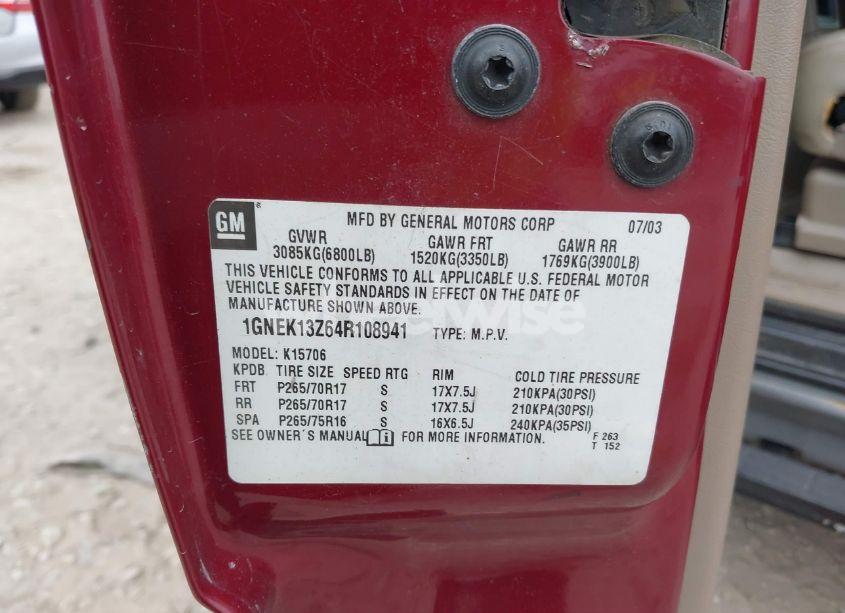 GM ® MFD BY GENERAL MOTORS CORP 07/03
GVWR GAWR FRT GAWR RR
3085KG(6800LB) 1520KG(3350LB) 1769KG(3900LB)
THIS VEHICLE CONFORMS TO ALL APPLICABLE U.S. FEDERAL MOTOR
VEHICLE SAFETY STANDARDS IN EFFECT ON THE DATE OF
MANUFACTURE SHOWN ABOVE.
1GNEK13Z64R108941 TYPE: M.P.V.
MODEL: K15706
KPDB TIRE SIZE SPEED RTG RIM COLD TIRE PRESSURE
FRT P265/70R17 S 17X7.5J 210KPA(30PSI)
RR P265/70R17 S 17X7.5J 210KPA(30PSI)
SPA P265/75R16 S 16X6.5J 240KPA(35PSI)
SEE OWNER'S MANUAL FOR MORE INFORMATION.
F 263
T 152